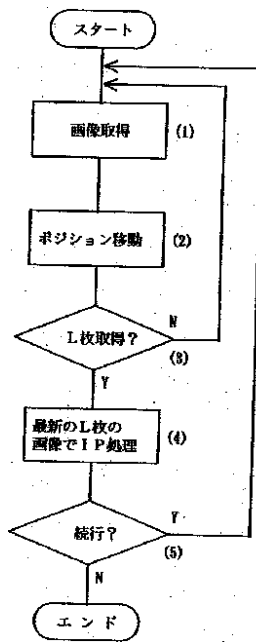 スタート
画像取得
(1)
ポジション移動
(2)
L枚取得?
N
(3)
Y
最新のL枚の
画像でIP処理
(4)
続行?
Y
(5)
N
エンド